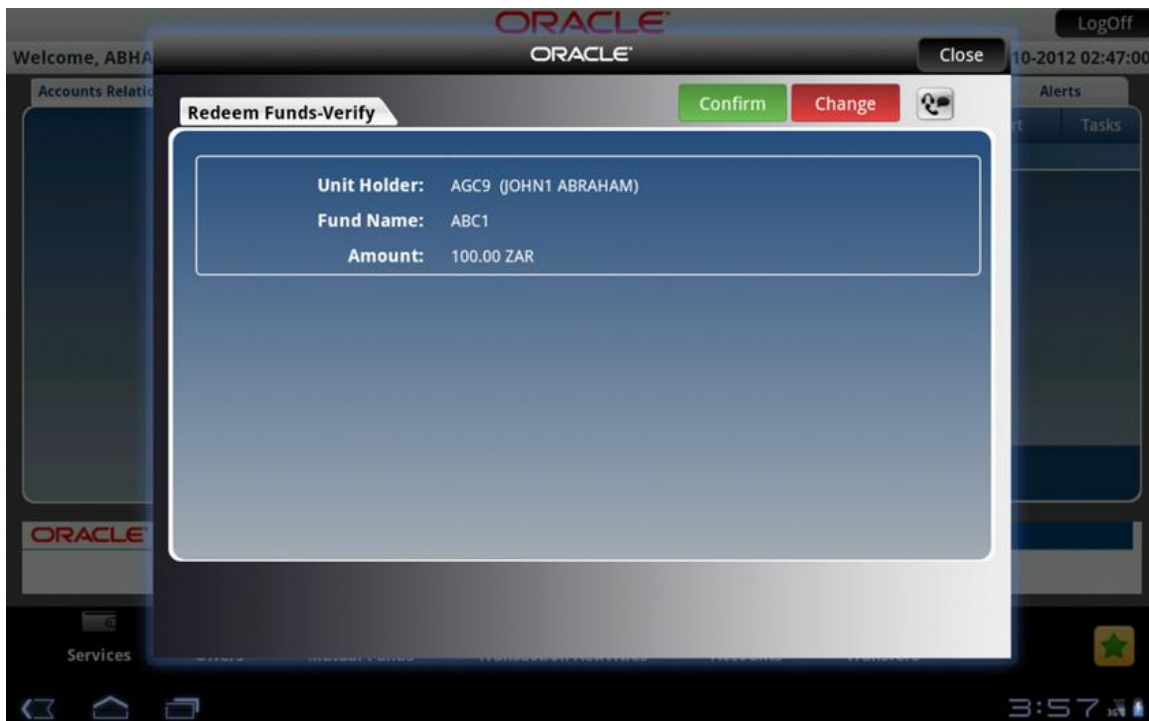 ORACLE
LogOff
Welcome, ABHA
10-2012 02:47:00
ORACLE
Close
Accounts Relatio
Alerts
Redeem Funds-Verify
Confirm
Change
Tasks
Unit Holder: AGC9 (JOHN1 ABRAHAM)
Fund Name: ABC1
Amount: 100.00 ZAR
ORACLE
Services
3:57